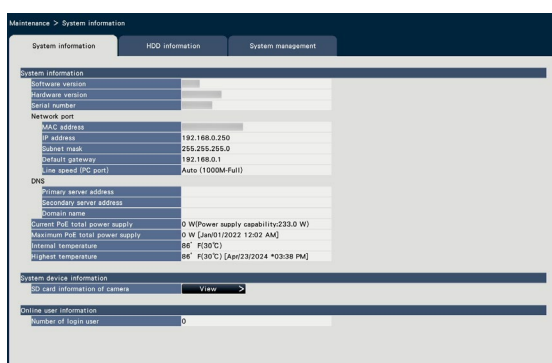 Maintenance > System information
System information HDD information System management
System information
Software version
Hardware version
Serial number
Network port
MAC address
IP address 192.168.0.250
Subnet mask 255.255.255.0
Default gateway 192.168.0.1
Line speed (PC port) Auto (1000M-Full)
DNS
Primary server address
Secondary server address
Domain name
Current PoE total power supply 0 W(Power supply capability:233.0 W)
Maximum PoE total power supply 0 W [Jan/01/2022 12:02 AM]
Internal temperature 86° F(30℃)
Highest temperature 86° F(30℃) [Apr/23/2024 *03:38 PM]
System device information
SD card information of camera View >
Online user information
Number of login user 0